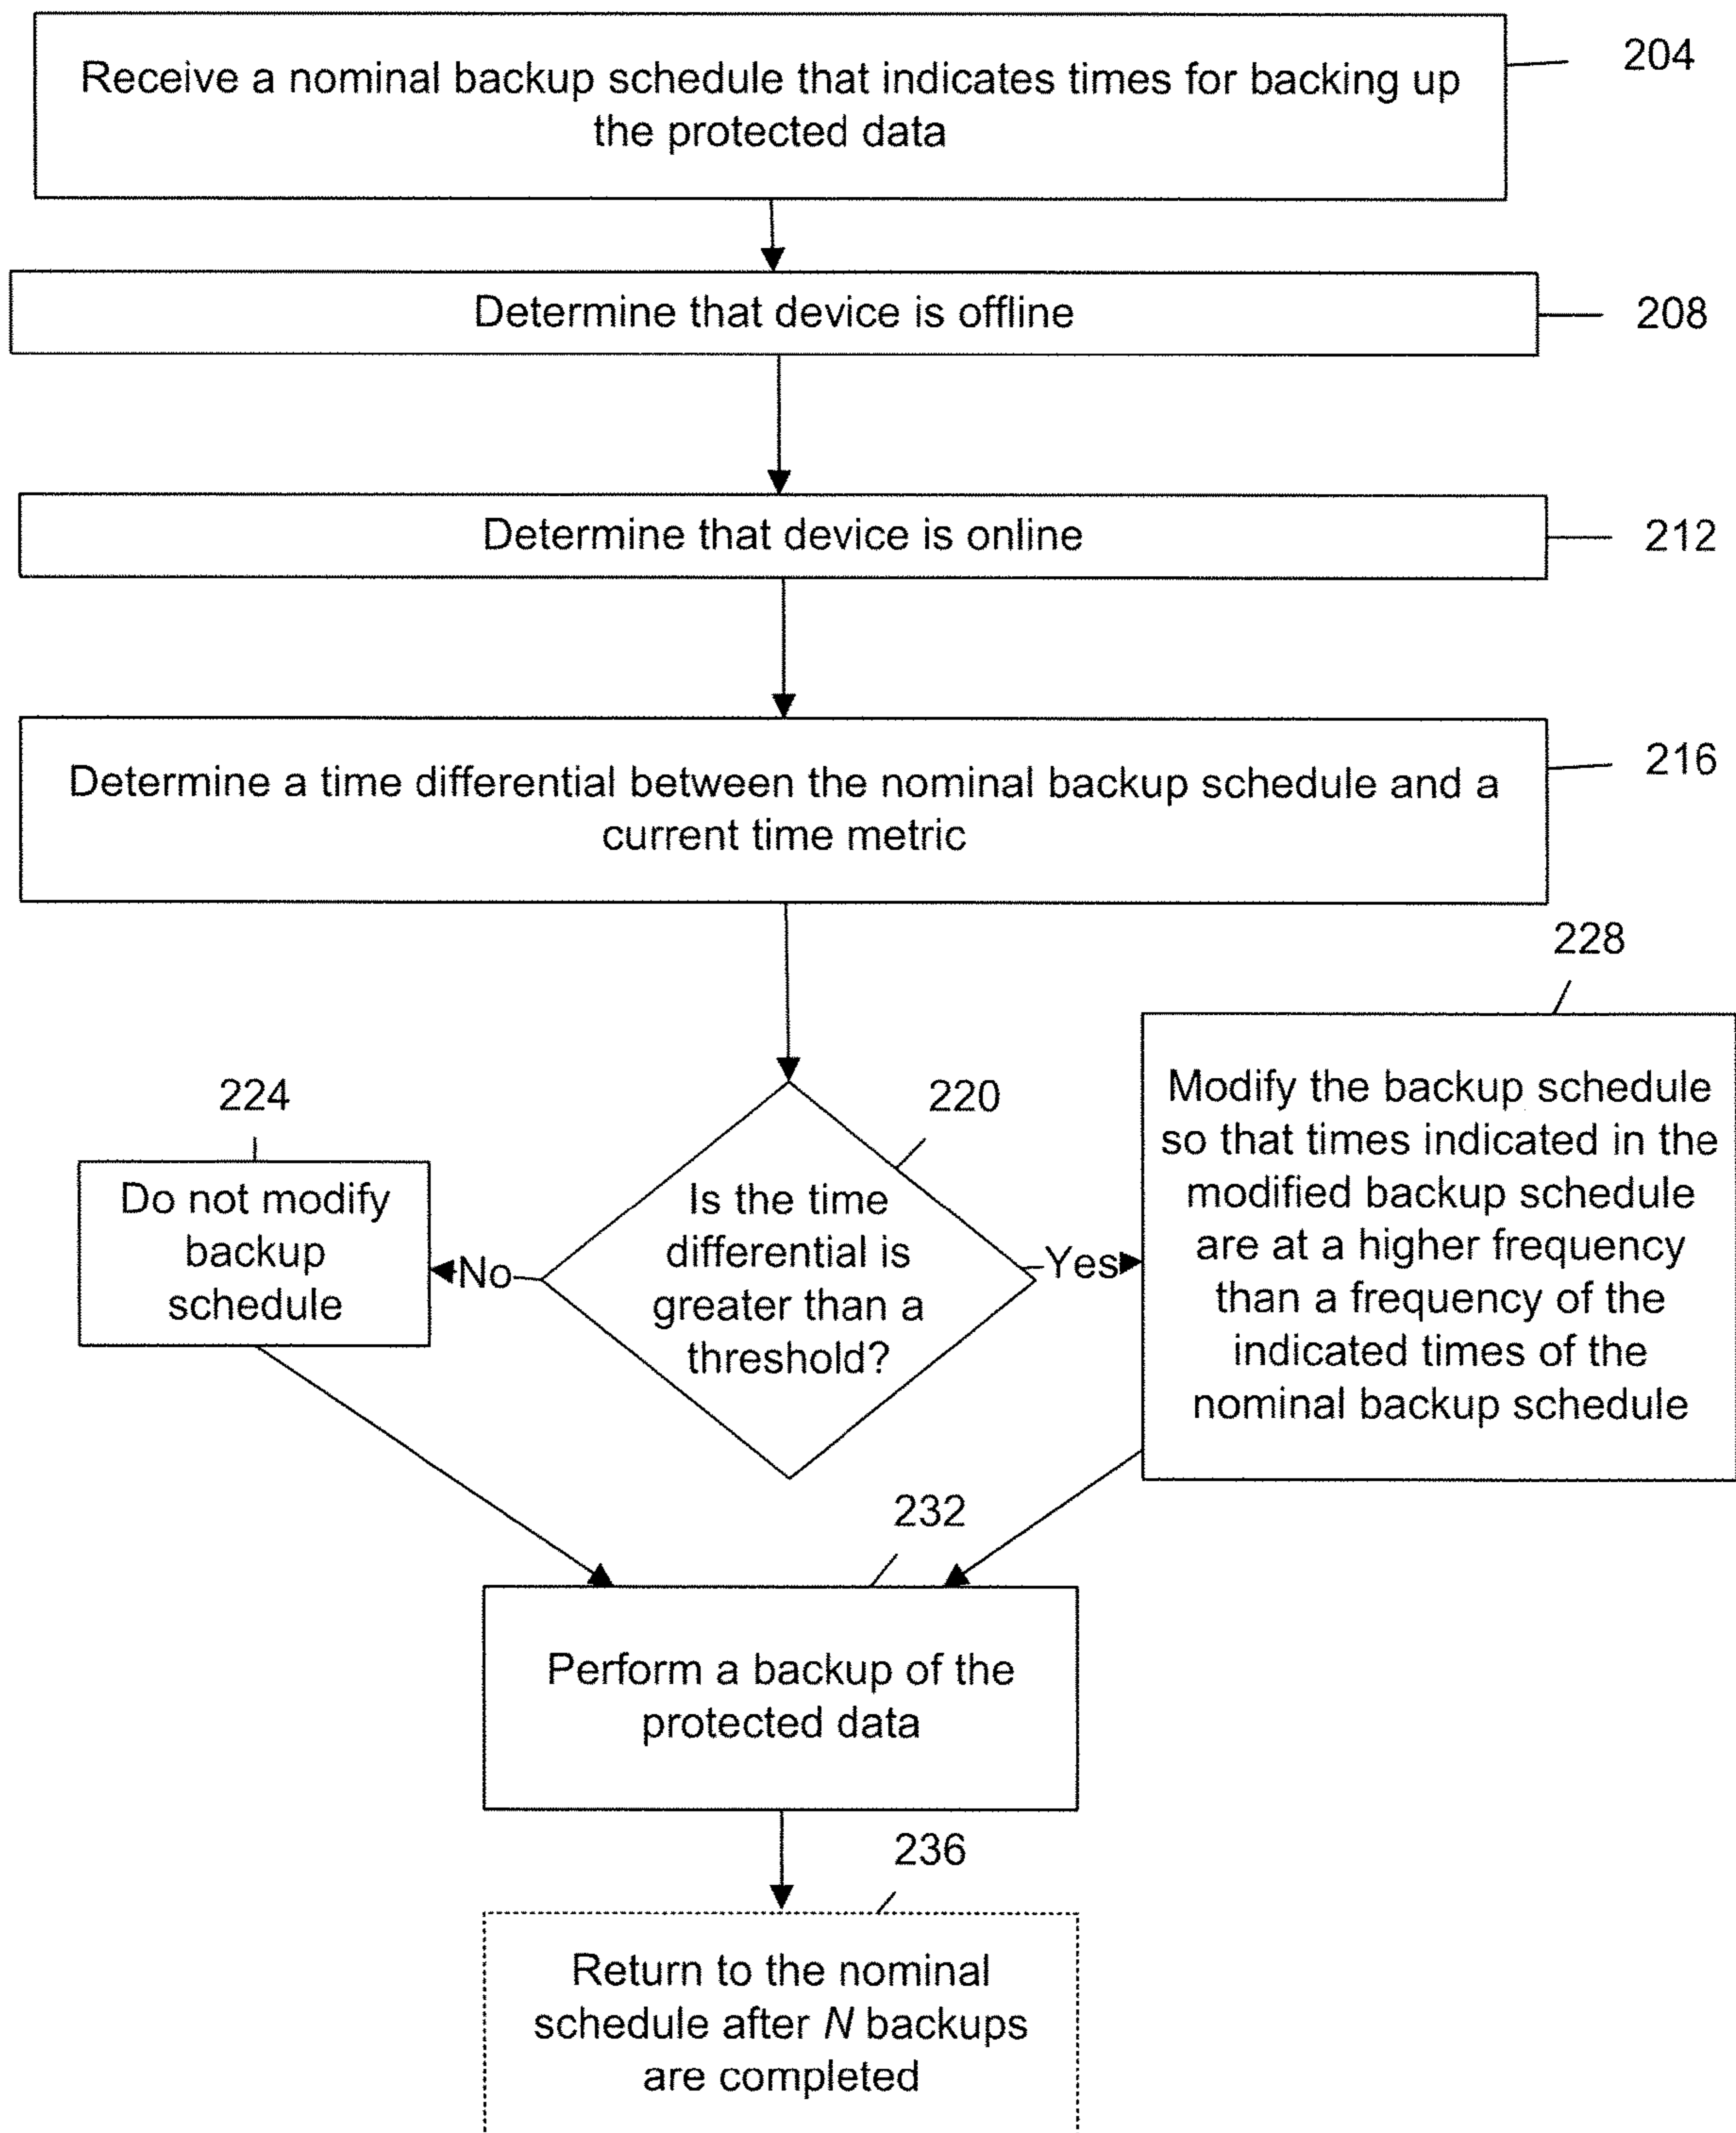 204
Receive a nominal backup schedule that indicates times for backing up
the protected data
Determine that device is offline
208
Determine that device is online
212
Determine a time differential between the nominal backup schedule and a
current time metric
216
228
224
220
Do not modify
backup
schedule
No
Is the time
differential is
greater than a
threshold?
Yes
Modify the backup schedule
so that times indicated in the
modified backup schedule
are at a higher frequency
than a frequency of the
indicated times of the
nominal backup schedule
232
Perform a backup of the
protected data
236
Return to the nominal
schedule after N backups
are completed